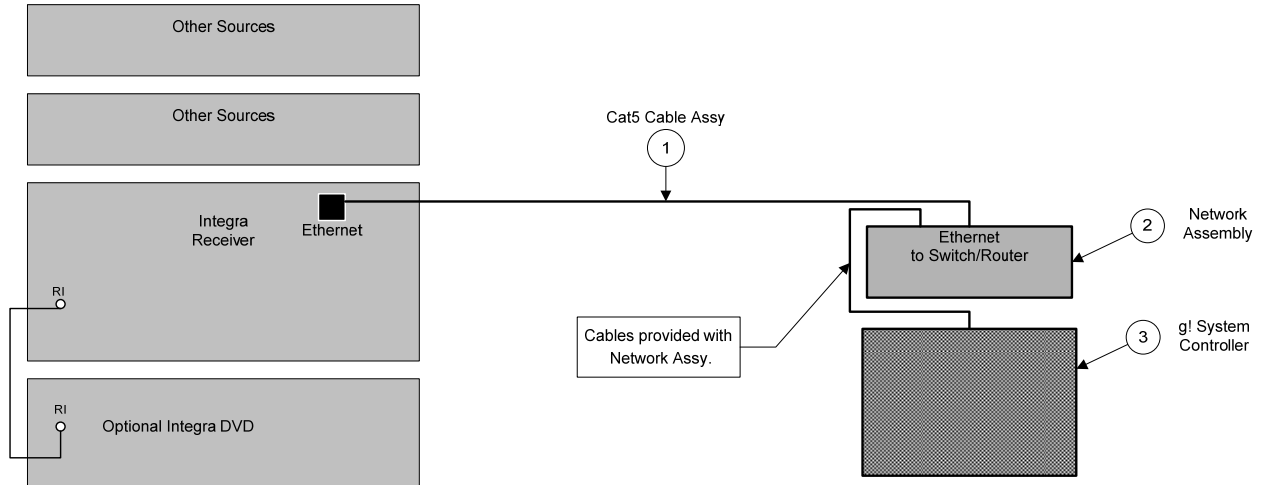 Other Sources
Other Sources
Cat5 Cable Assy
1
Integra
Receiver
Ethernet
Ethernet
to Switch/Router
2
Network
Assembly
RI
Cables provided with
Network Assy.
3
g! System
Controller
RI
Optional Integra DVD